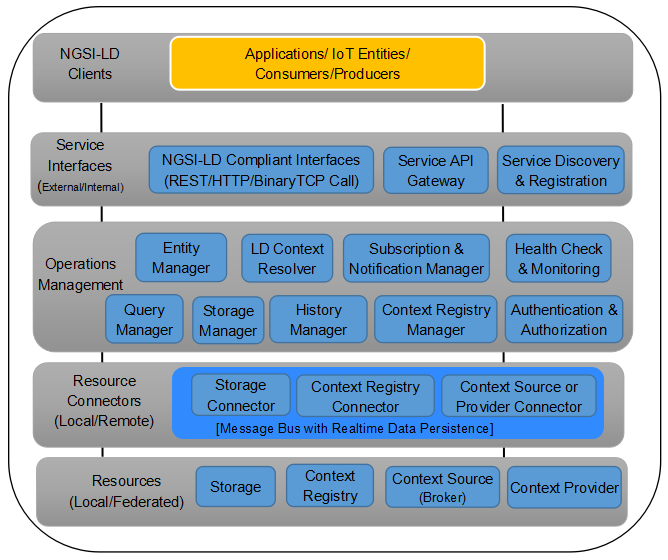 NGSI-LD
Clients
Applications/ IoT Entities/
Consumers/Producers
Service
Interfaces
(External/Internal)
NGSI-LD Compliant Interfaces
(REST/HTTP/BinaryTCP Call)
Service API
Gateway
Service Discovery
& Registration
Operations
Management
Entity
Manager
LD Context
Resolver
Subscription &
Notification Manager
Health Check
& Monitoring
Query
Manager
Storage
Manager
History
Manager
Context Registry
Manager
Authentication &
Authorization
Resource
Connectors
(Local/Remote)
Storage
Connector
Context Registry
Connector
Context Source or
Provider Connector
[Message Bus with Realtime Data Persistence]
Resources
(Local/Federated)
Storage
Context
Registry
Context Source
(Broker)
Context Provider